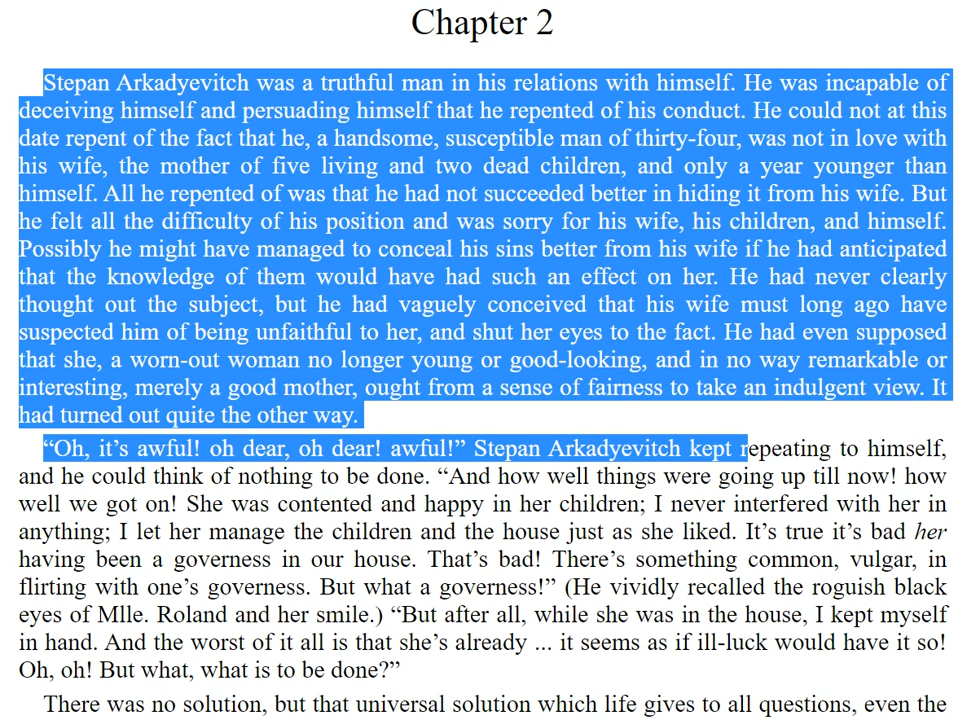 Chapter 2
Stepan Arkadyevitch was a truthful man in his relations with himself. He was incapable of
deceiving himself and persuading himself that he repented of his conduct. He could not at this
date repent of the fact that he, a handsome, susceptible man of thirty-four, was not in love with
his wife, the mother of five living and two dead children, and only a year younger than
himself. All he repented of was that he had not succeeded better in hiding it from his wife. But
he felt all the difficulty of his position and was sorry for his wife, his children, and himself.
Possibly he might have managed to conceal his sins better from his wife if he had anticipated
that the knowledge of them would have had such an effect on her. He had never clearly
thought out the subject, but he had vaguely conceived that his wife must long ago have
suspected him of being unfaithful to her, and shut her eyes to the fact. He had even supposed
that she, a worn-out woman no longer young or good-looking, and in no way remarkable or
interesting, merely a good mother, ought from a sense of fairness to take an indulgent view. It
had turned out quite the other way.
“Oh, it’s awful! oh dear, oh dear! awful!” Stepan Arkadyevitch kept repeating to himself,
and he could think of nothing to be done. “And how well things were going up till now! how
well we got on! She was contented and happy in her children; I never interfered with her in
anything; I let her manage the children and the house just as she liked. It’s true it’s bad her
having been a governess in our house. That’s bad! There’s something common, vulgar, in
flirting with one’s governess. But what a governess!” (He vividly recalled the roguish black
eyes of Mlle. Roland and her smile.) “But after all, while she was in the house, I kept myself
in hand. And the worst of it all is that she’s already ... it seems as if ill-luck would have it so!
Oh, oh! But what, what is to be done?”
There was no solution, but that universal solution which life gives to all questions, even the